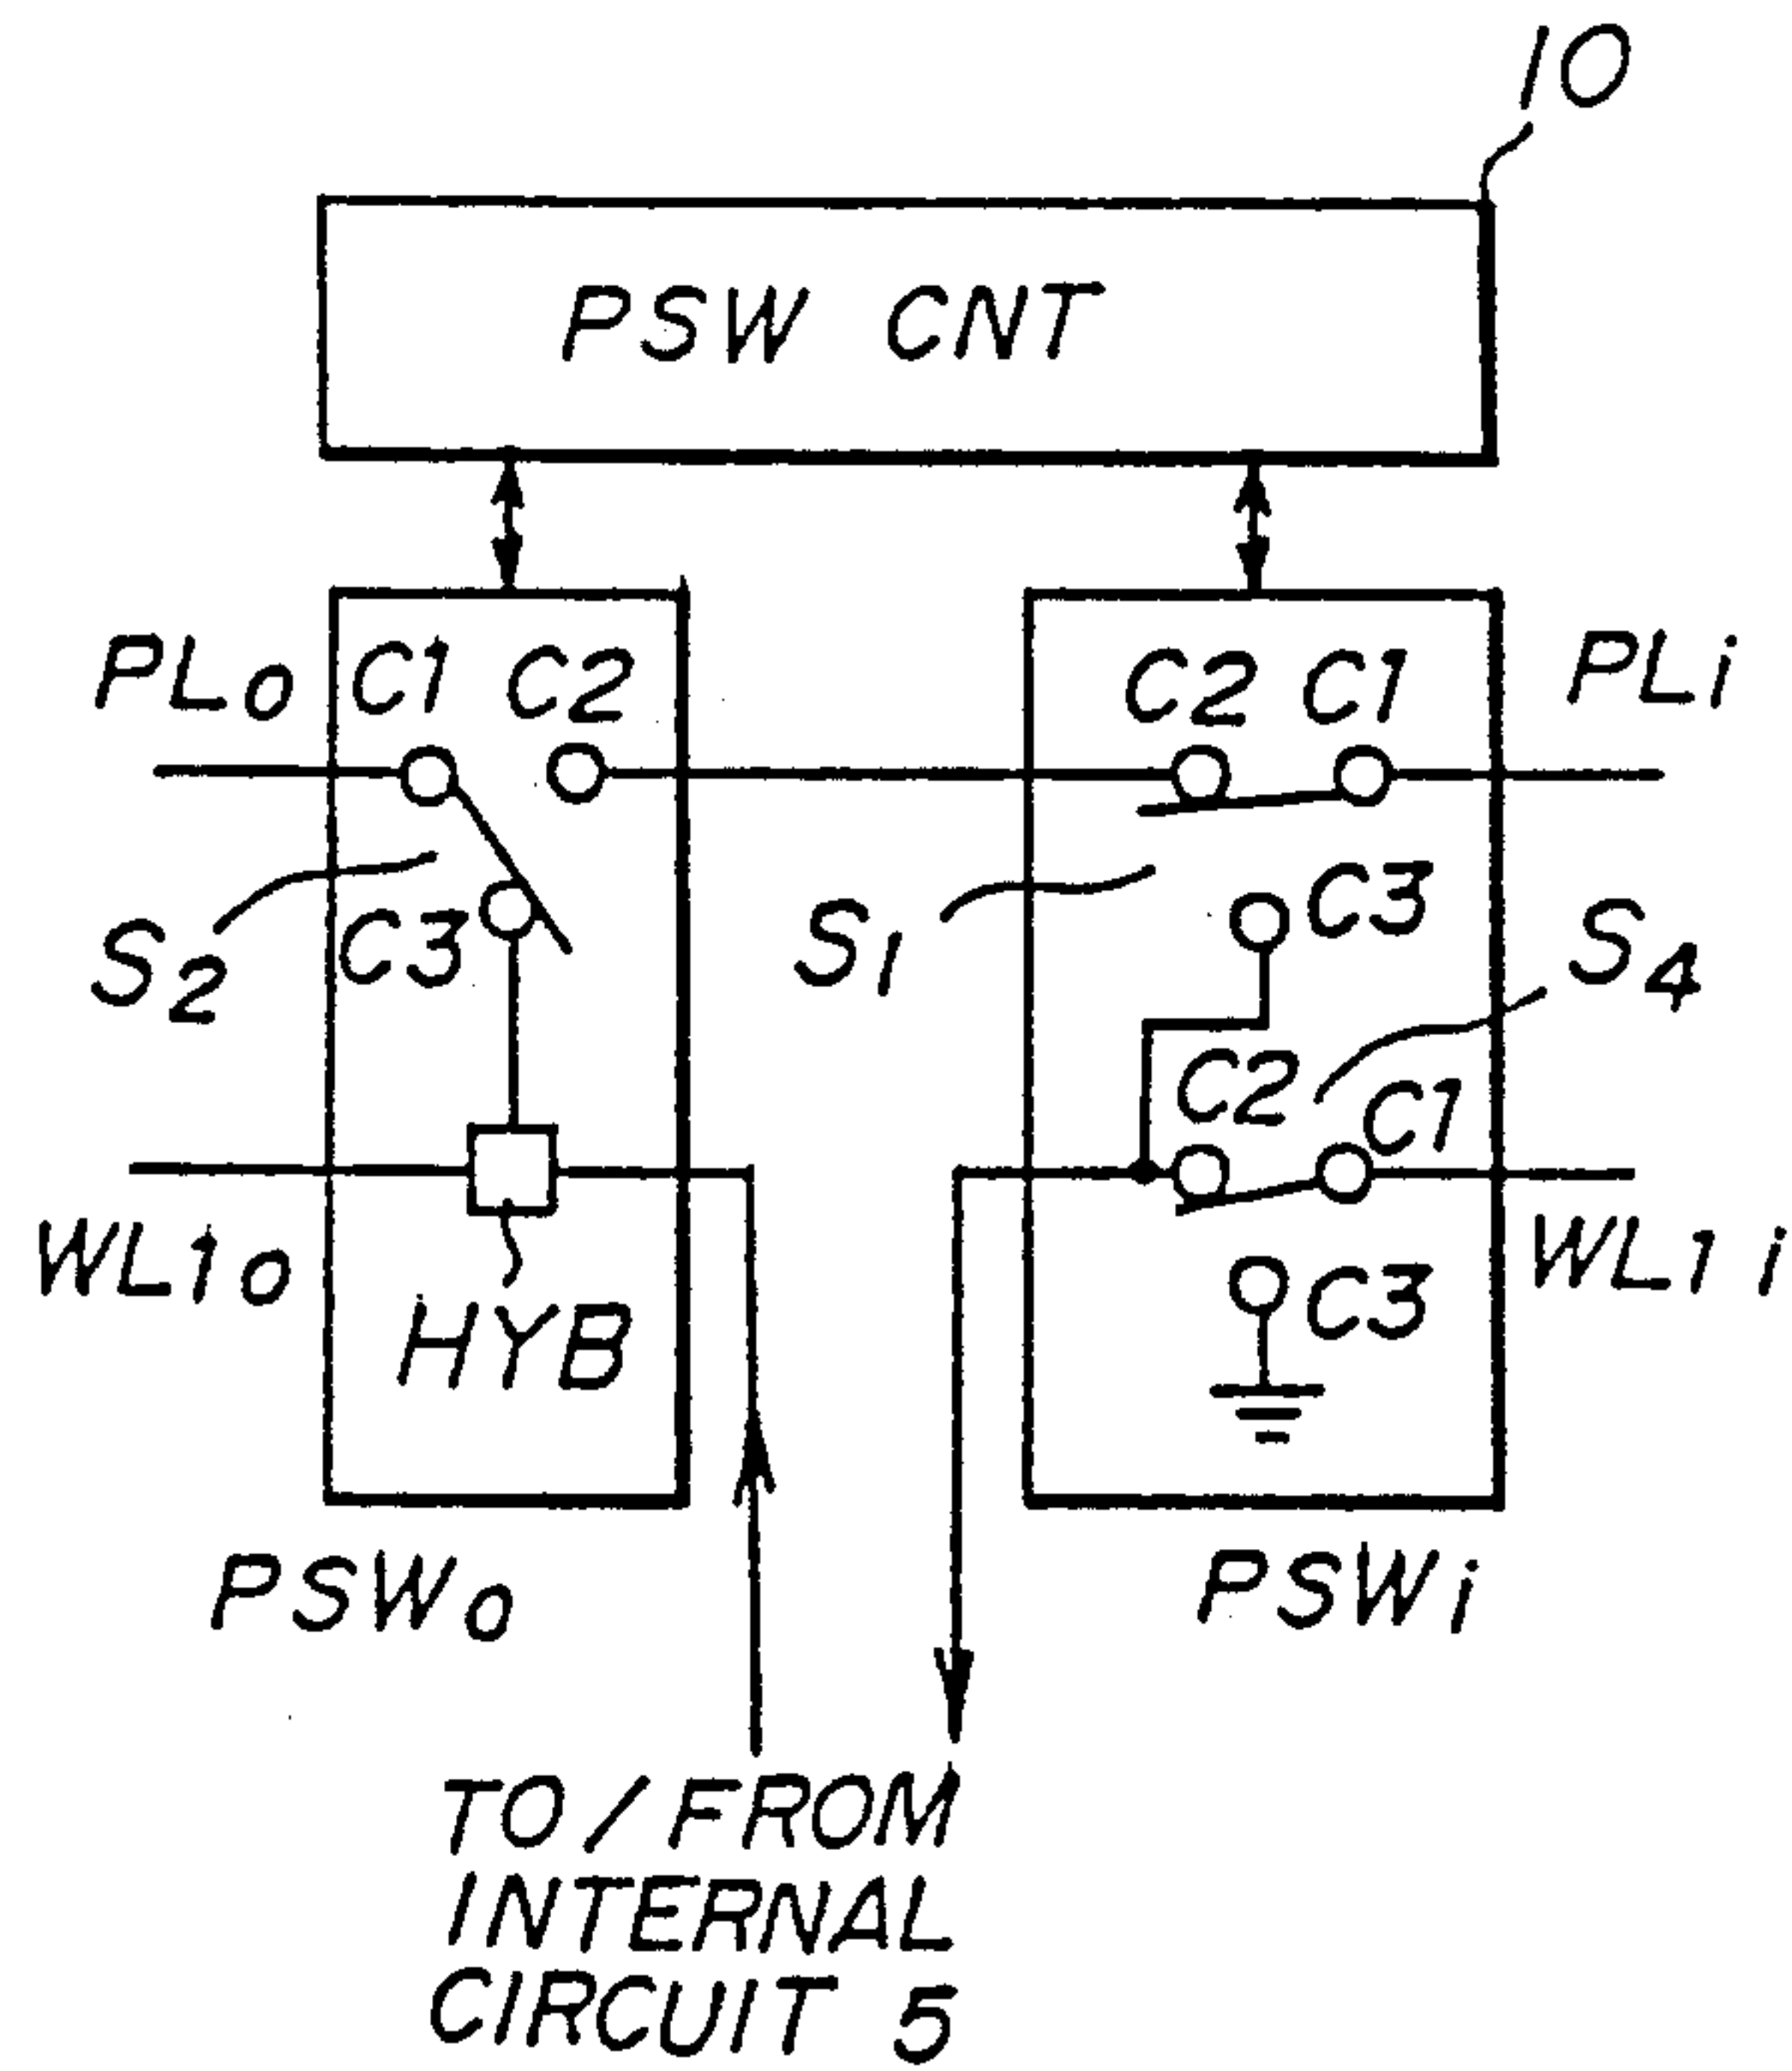 10
PSW CNT
PLo C1 C2 C2 C1 PLi
S2 C3 S1 C3 S4
C2 C1
WL1o WL1i
HYB C3
PSWo PSWi
TO/FROM
INTERNAL
CIRCUIT 5